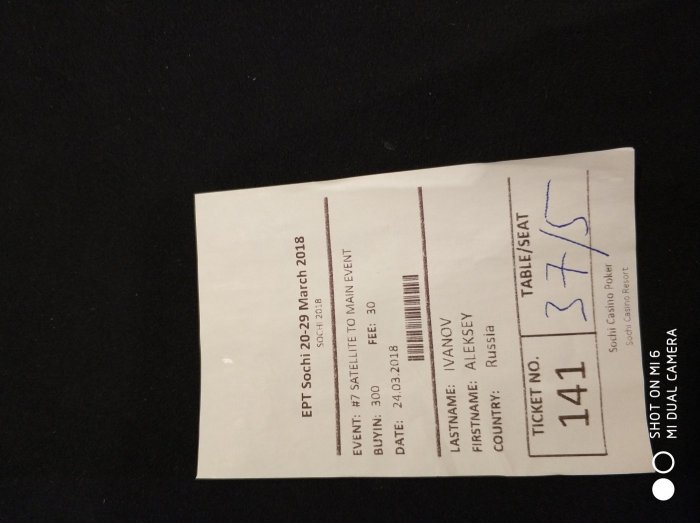 EPT Sochi 20-29 March 2018
SOCHI 2018
EVENT: #7 SATELLITE TO MAIN EVENT
BUYIN: 300 FEE: 30
DATE: 24.03.2018
LASTNAME: IVANOV
FIRSTNAME: ALEKSEY
COUNTRY: Russia
TICKET NO. TABLE/SEAT
141 37/5
Sochi Casino Poker
Sochi Casino Resort
SHOT ON MI 6
MI DUAL CAMERA